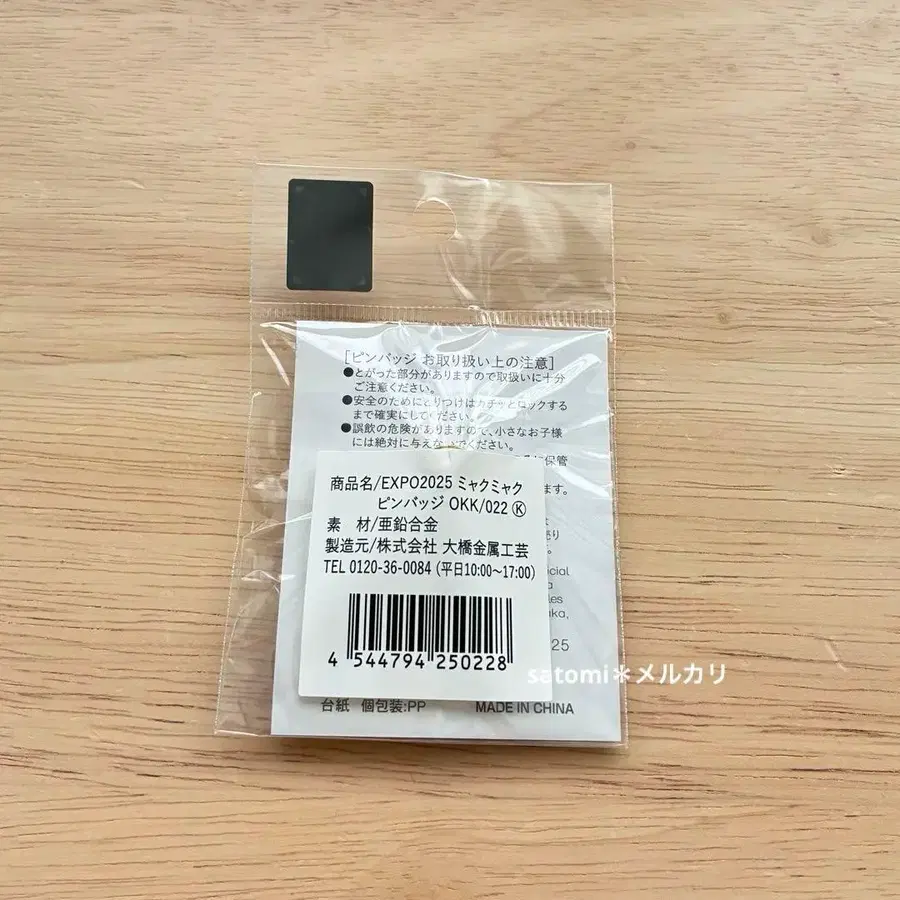 [ピンバッジ お取り扱い上の注意]
●とがった部分がありますので取扱いに十分
ご注意ください。
●安全のためにとりつけはカチッとロックする
まで確実にしてください。
●誤飲の危険がありますので、小さなお子様
には絶対に与えないでください。
に保管
ます。
商品名/EXPO2025 ミャクミャク
ピンバッジ OKK/022 Ⓚ
素 材/亜鉛合金
製造元/株式会社 大橋金属工芸
TEL 0120-36-0084 (平日10:00～17:00)
4 544794 250228
25
satomi＊メルカリ
台紙 個包装:PP MADE IN CHINA